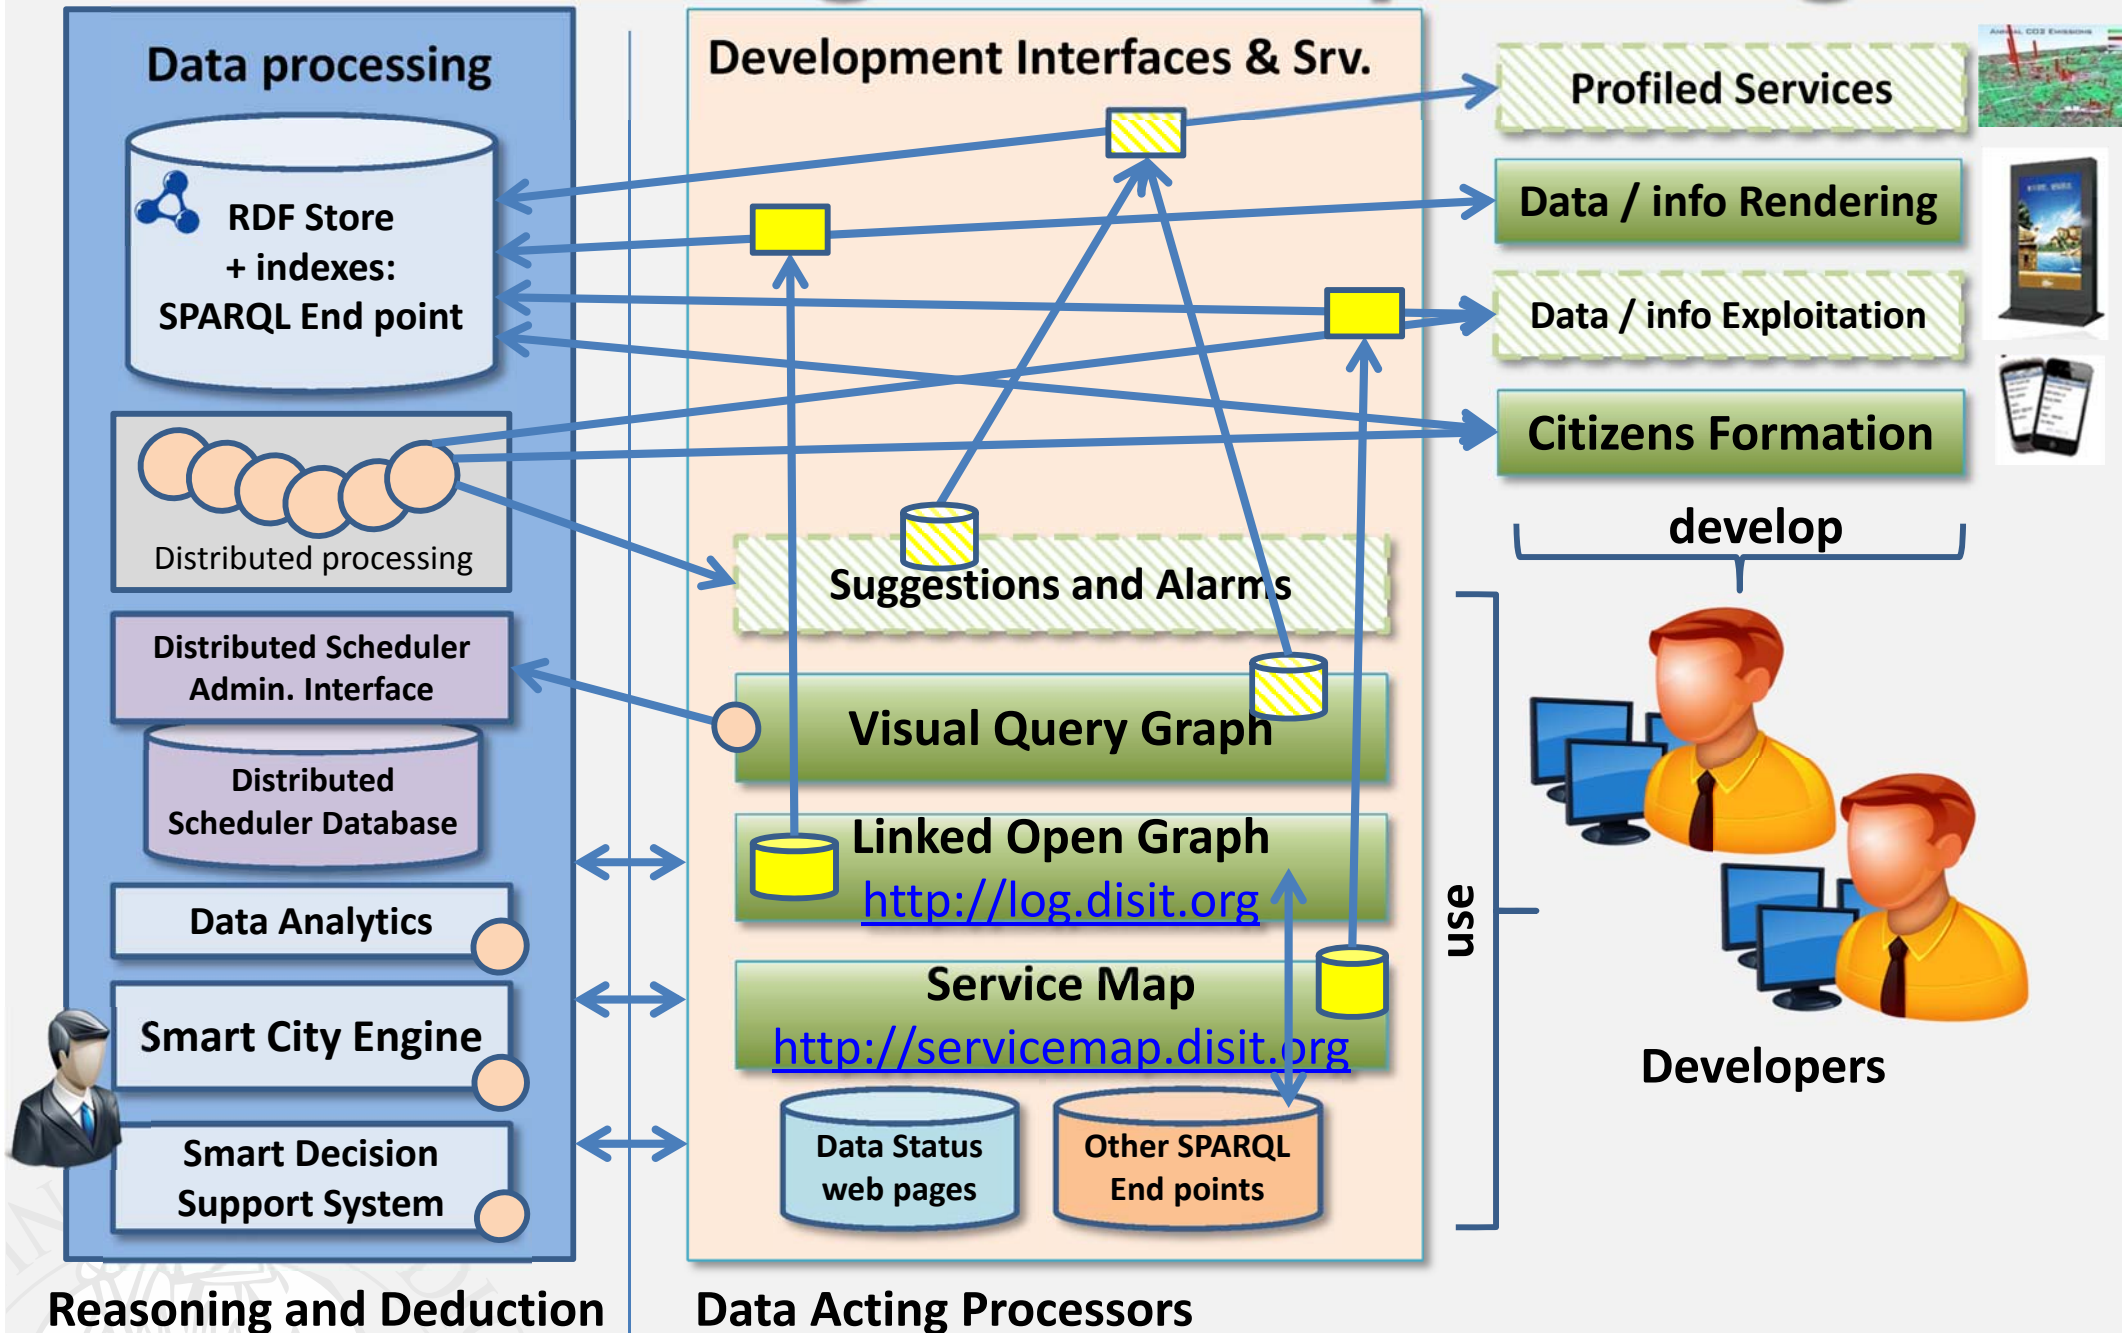 Data processing
RDF Store
+ indexes:
SPARQL End point
Distributed processing
Distributed Scheduler
Admin. Interface
Distributed
Scheduler Database
Data Analytics
Smart City Engine
Smart Decision
Support System
Reasoning and Deduction
Development Interfaces & Srv.
Suggestions and Alarms
Visual Query Graph
Linked Open Graph
http://log.disit.org
Service Map
http://servicemap.disit.org
Data Status
web pages
Other SPARQL
End points
Data Acting Processors
Profiled Services
Data / info Rendering
Data / info Exploitation
Citizens Formation
develop
use
Developers
ANNUAL CO2 EMISSIONS